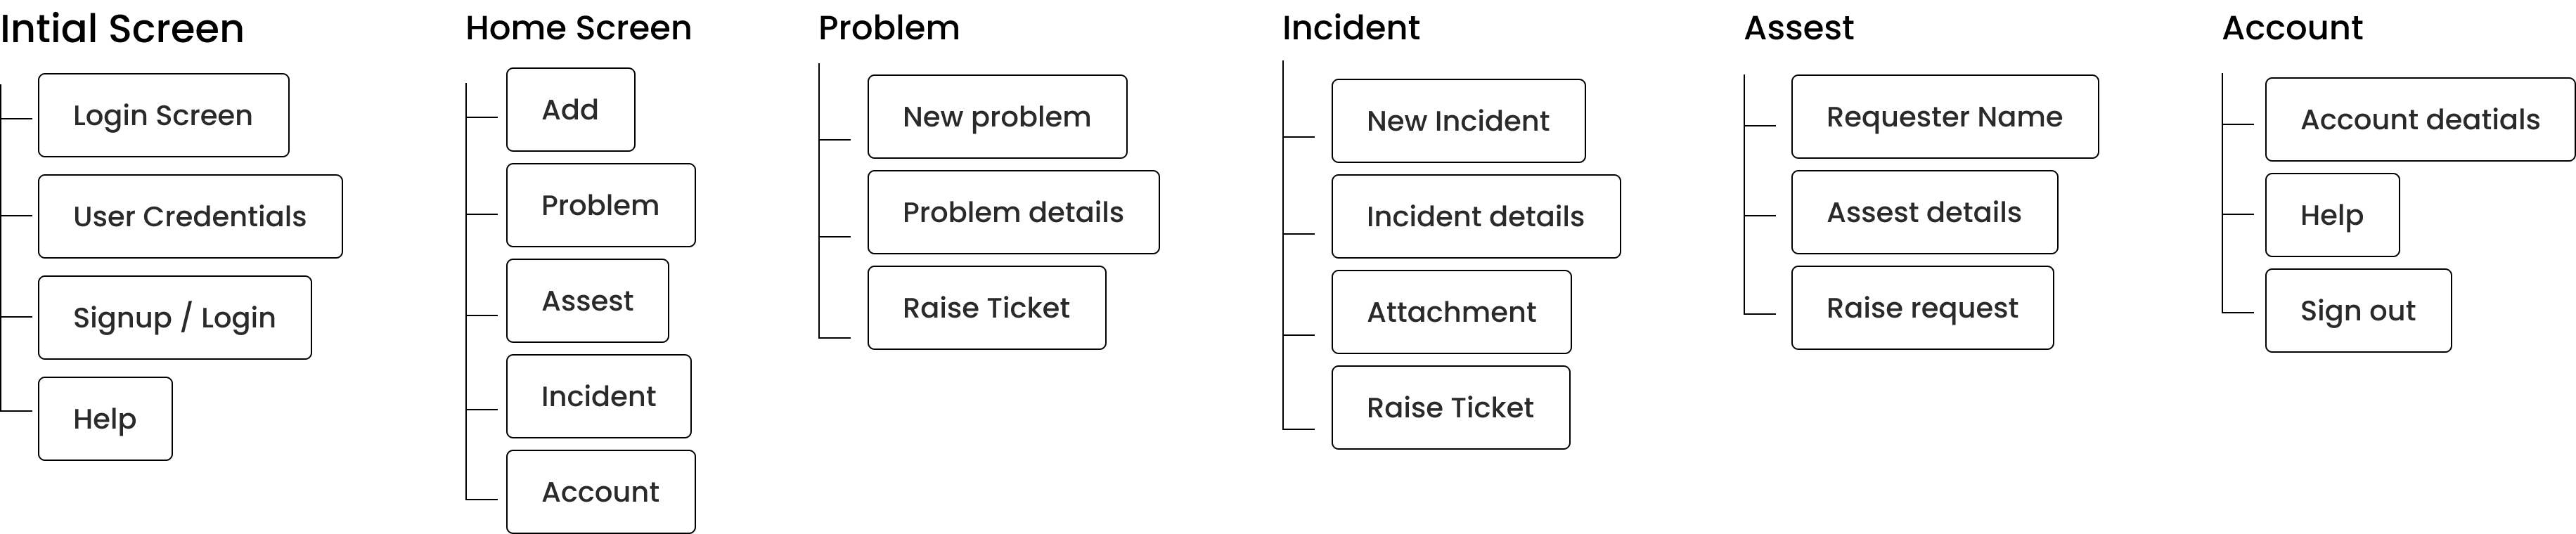 Intial Screen
Login Screen
User Credentials
Signup / Login
Help
Home Screen
Add
Problem
Assest
Incident
Account
Problem
New problem
Problem details
Raise Ticket
Incident
New Incident
Incident details
Attachment
Raise Ticket
Assest
Requester Name
Assest details
Raise request
Account
Account deatials
Help
Sign out